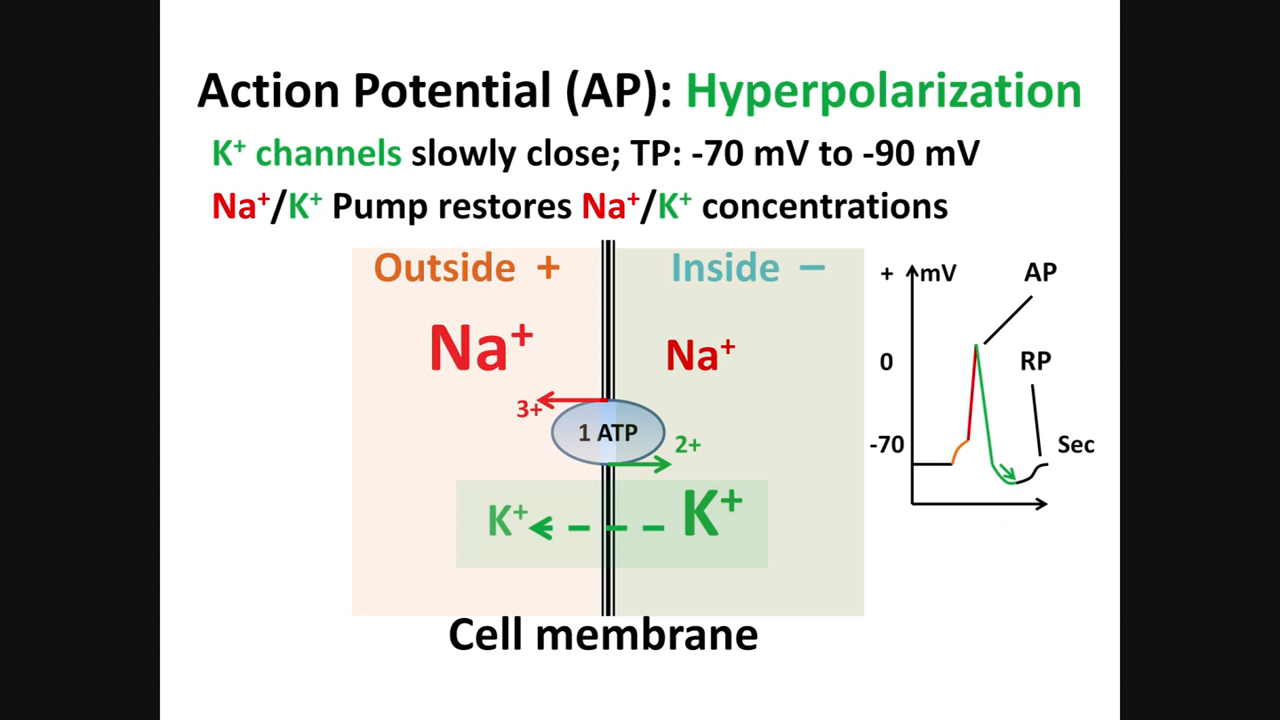 Action Potential (AP): Hyperpolarization
K⁺ channels slowly close; TP: -70 mV to -90 mV
Na⁺/K⁺ Pump restores Na⁺/K⁺ concentrations
Outside + Inside –
Na⁺ Na⁺
3+
1 ATP
2+
K⁺ K⁺
Cell membrane
+ mV AP
0 RP
-70 Sec